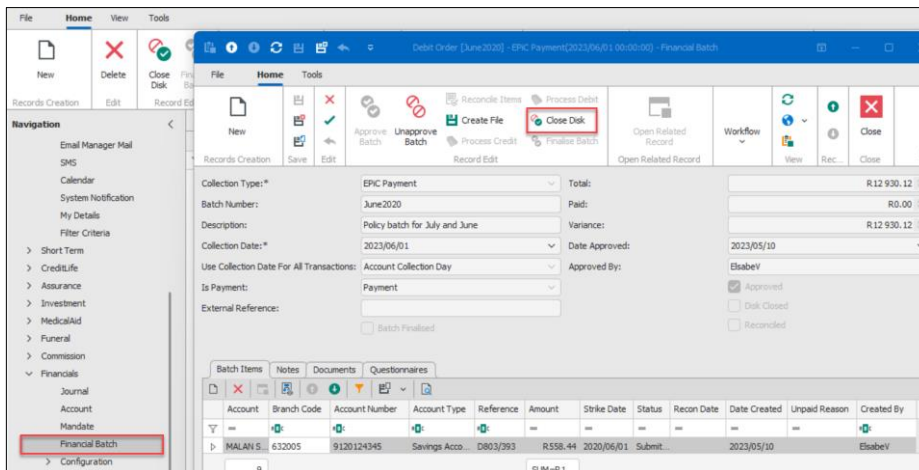 File Home View Tools
New Delete Close Disk
Records Creation Edit Record Ed
Navigation
Email Manager Mail
SMS
Calendar
System Notification
My Details
Filter Criteria
Short Term
CreditLife
Assurance
Investment
MedicalAid
Funeral
Commission
Financials
Journal
Account
Mandate
Financial Batch
Configuration
Debit Order [June2020] - EPiC Payment(2023/06/01 00:00:00) - Financial Batch
File Home Tools
New
Approve Batch
Unapprove Batch
Reconcile Items
Create File
Process Credit
Process Debit
Close Disk
Finalise Batch
Open Related Record
Workflow
Close
Records Creation Save Edit Record Edit Open Related Record View Rec... Close
Collection Type:* EPiC Payment Total: R12 930.12
Batch Number: June2020 Paid: R0.00
Description: Policy batch for July and June Variance: R12 930.12
Collection Date:* 2023/06/01 Date Approved: 2023/05/10
Use Collection Date For All Transactions: Account Collection Day Approved By: ElsabeV
Is Payment: Payment Approved
External Reference: Disk Closed
Batch Finalised Reconciled
Batch Items Notes Documents Questionnaires
Account Branch Code Account Number Account Type Reference Amount Strike Date Status Recon Date Date Created Unpaid Reason Created By
MALAN S... 632005 9120124345 Savings Acco... D803/393 R558.44 2020/06/01 Submit... 2023/05/10 ElsabeV
9